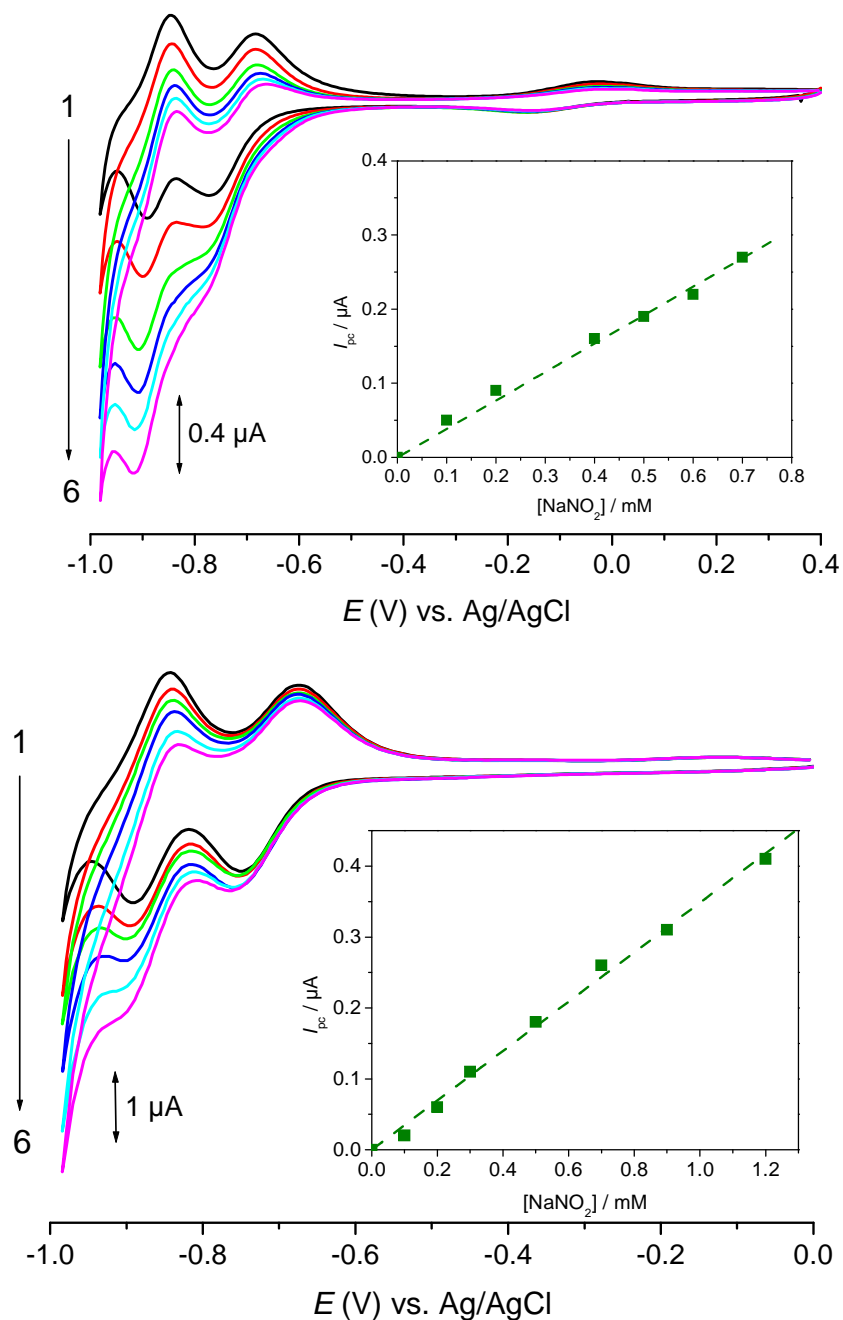 1
6
0.4 µA
0.4
0.3
0.2
0.1
0.0
I_pc / µA
0.0 0.1 0.2 0.3 0.4 0.5 0.6 0.7 0.8
[NaNO₂] / mM
-1.0 -0.8 -0.6 -0.4 -0.2 0.0 0.2 0.4
E (V) vs. Ag/AgCl
1
6
1 µA
0.4
0.3
0.2
0.1
0.0
I_pc / µA
0.0 0.2 0.4 0.6 0.8 1.0 1.2
[NaNO₂] / mM
-1.0 -0.8 -0.6 -0.4 -0.2 0.0
E (V) vs. Ag/AgCl